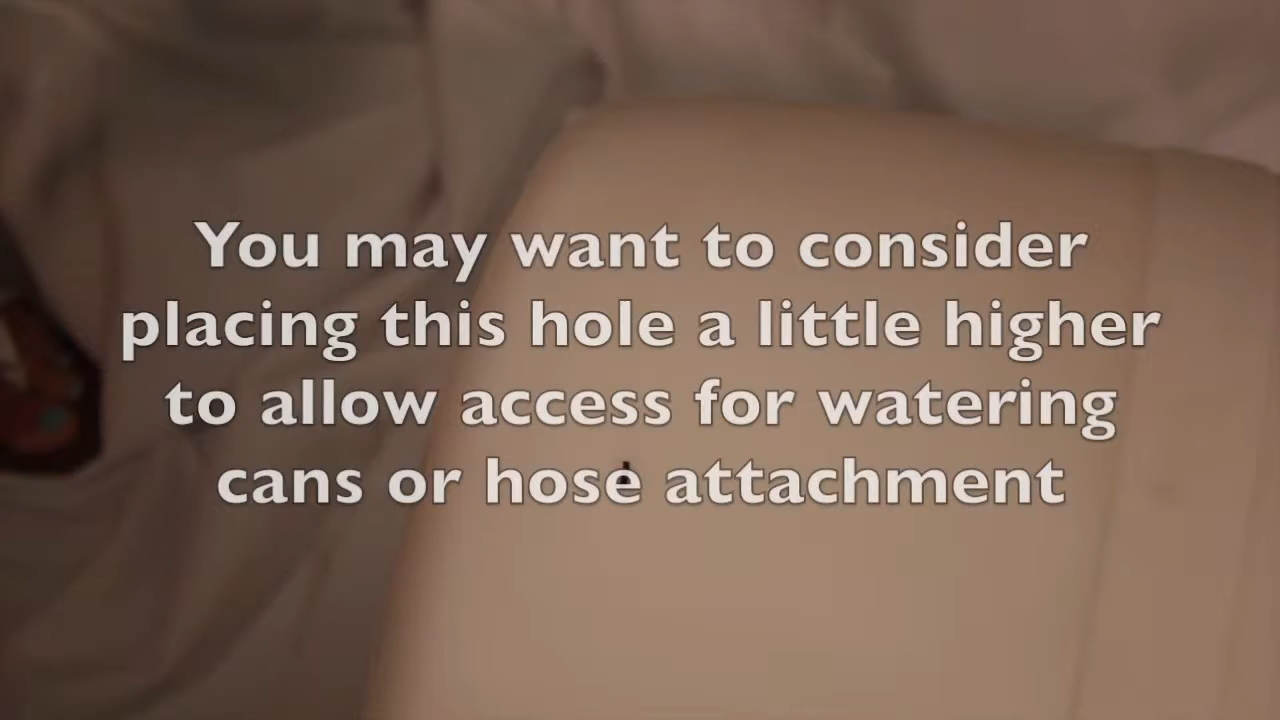 You may want to consider
placing this hole a little higher
to allow access for watering
cans or hose attachment